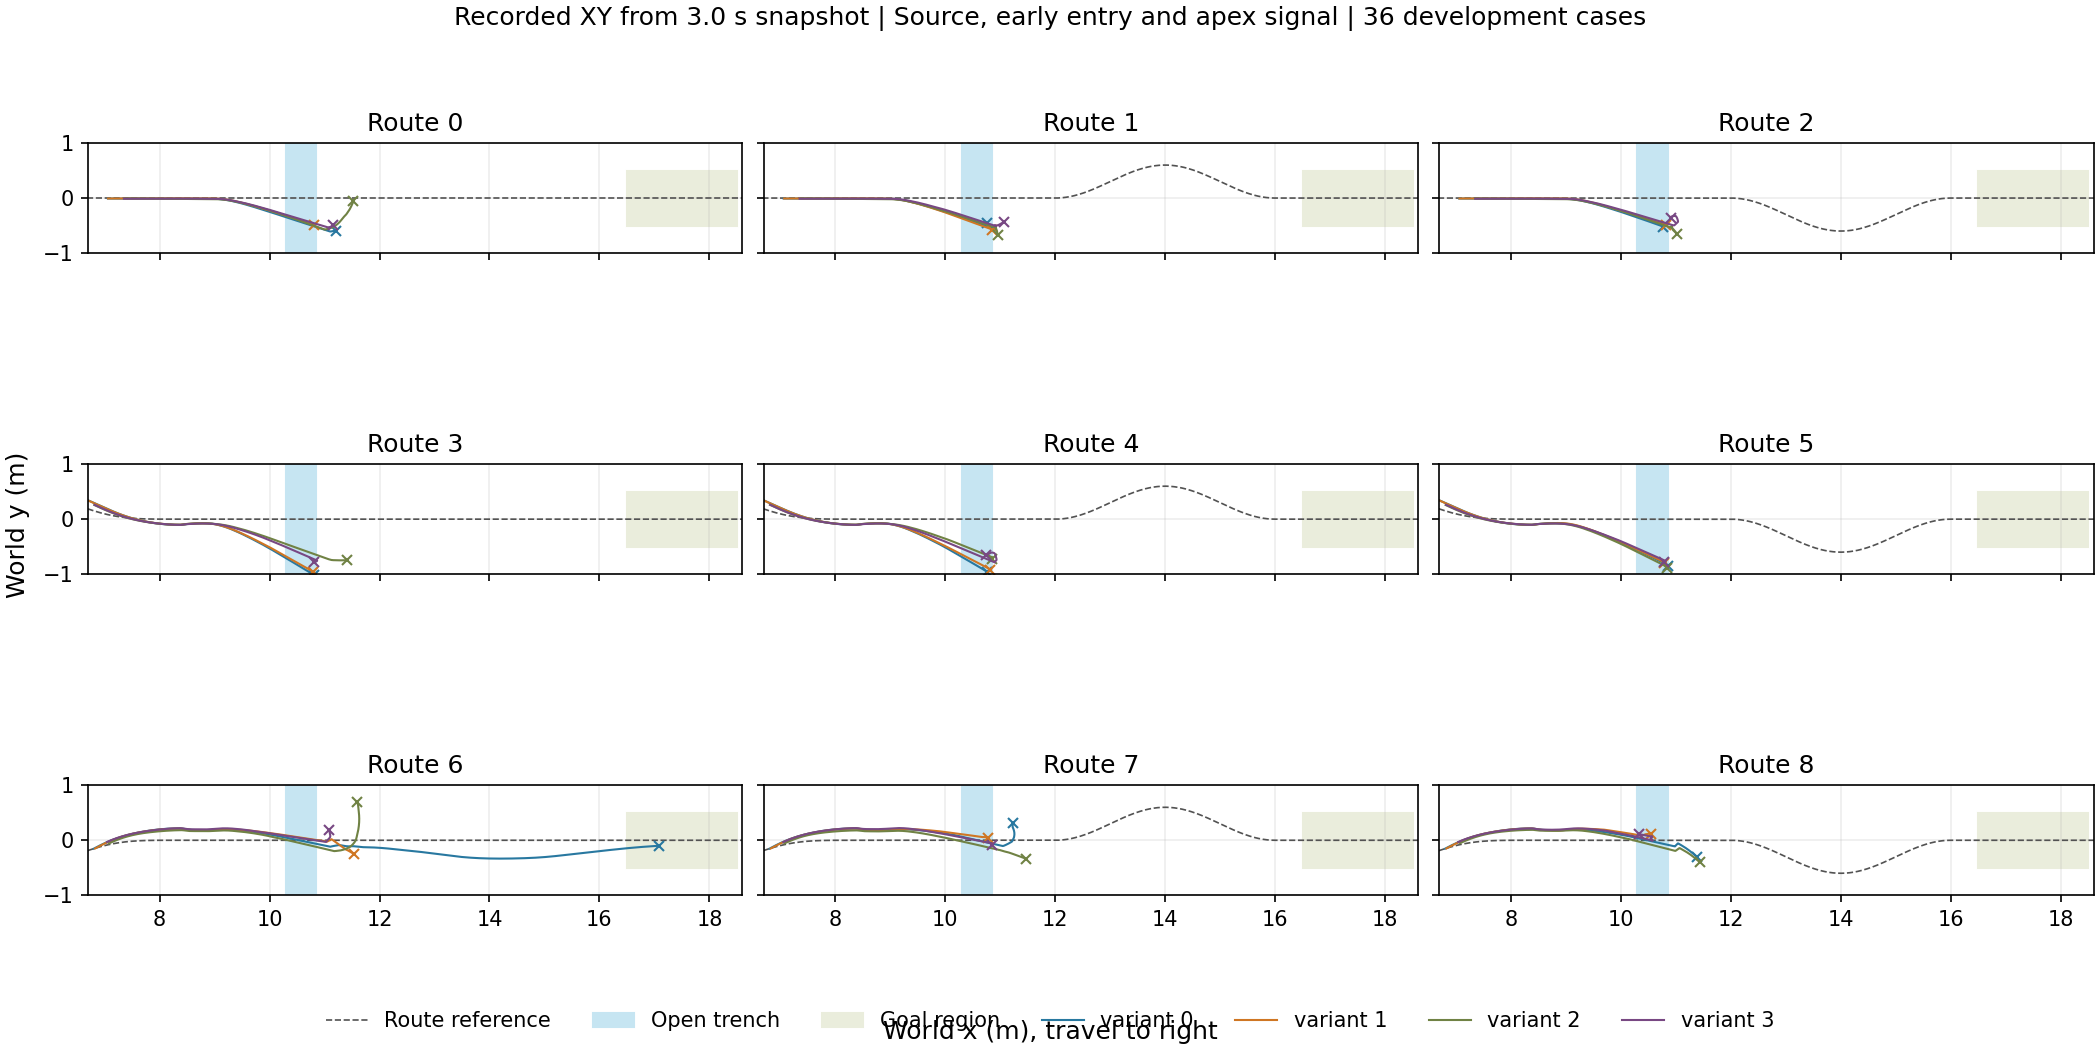 Recorded XY from 3.0 s snapshot | Source, early entry and apex signal | 36 development cases
Route 0
Route 1
Route 2
1
0
−1
Route 3
Route 4
Route 5
1
0
−1
World y (m)
Route 6
Route 7
Route 8
1
0
−1
8 10 12 14 16 18
8 10 12 14 16 18
8 10 12 14 16 18
Route reference Open trench Goal region variant 0 variant 1 variant 2 variant 3
World x (m), travel to right